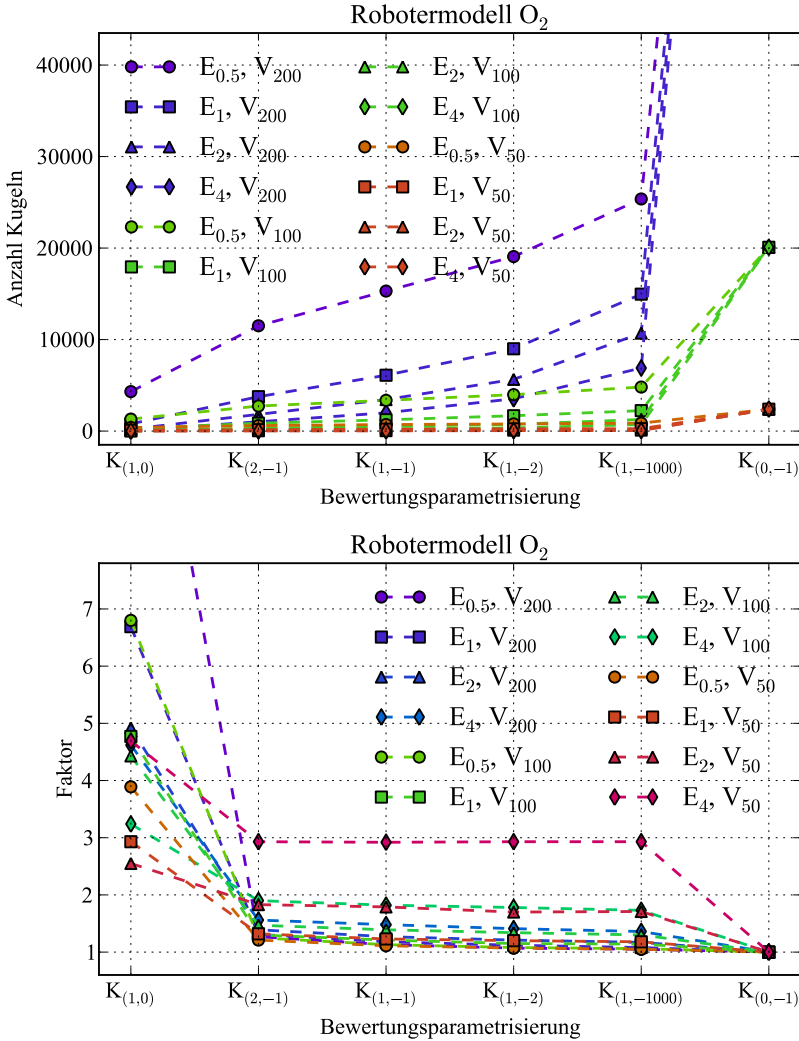 Robotermodell O2
40000
30000
20000
10000
0
Anzahl Kugeln
E0.5, V200
E1, V200
E2, V200
E4, V200
E0.5, V100
E1, V100
E2, V100
E4, V100
E0.5, V50
E1, V50
E2, V50
E4, V50
K(1,0) K(2,−1) K(1,−1) K(1,−2) K(1,−1000) K(0,−1)
Bewertungsparametrisierung
Robotermodell O2
7
6
5
4
3
2
1
Faktor
E0.5, V200
E1, V200
E2, V200
E4, V200
E0.5, V100
E1, V100
E2, V100
E4, V100
E0.5, V50
E1, V50
E2, V50
E4, V50
K(1,0) K(2,−1) K(1,−1) K(1,−2) K(1,−1000) K(0,−1)
Bewertungsparametrisierung